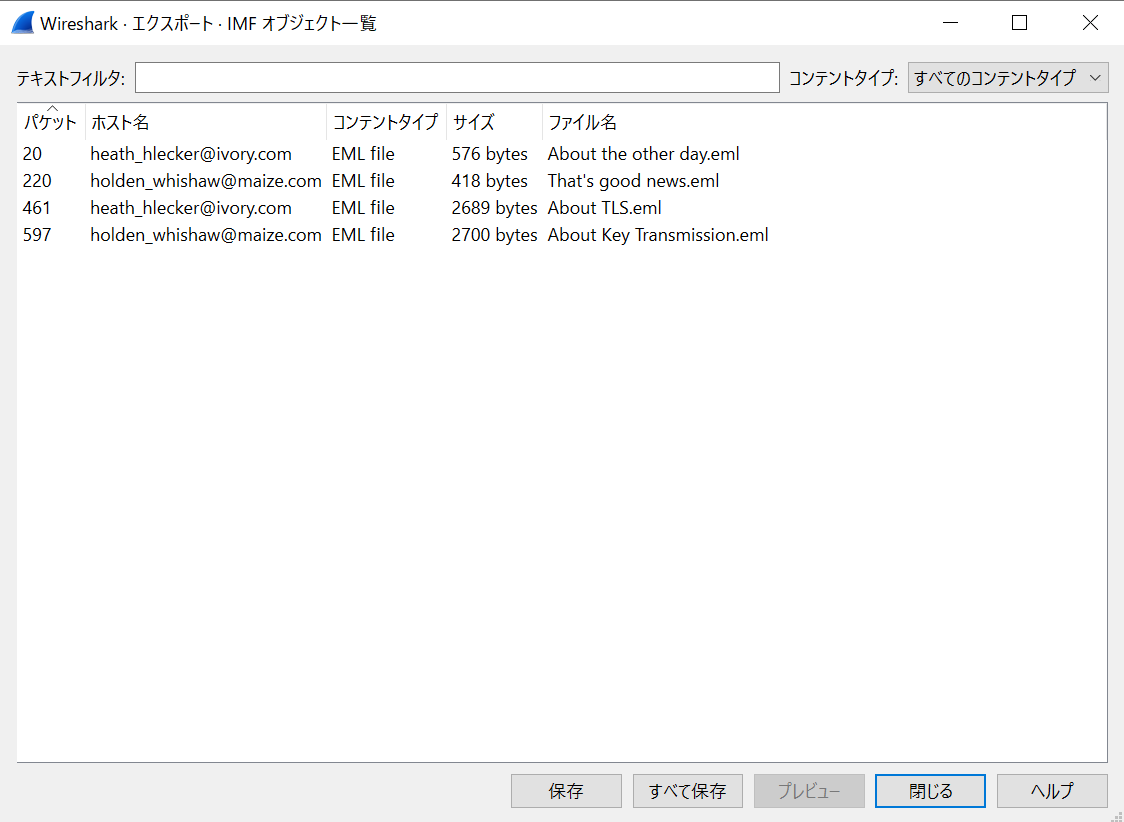 Wireshark · エクスポート · IMF オブジェクト一覧
テキストフィルタ: コンテントタイプ: すべてのコンテントタイプ
パケット ホスト名 コンテントタイプ サイズ ファイル名
20 heath_hlecker@ivory.com EML file 576 bytes About the other day.eml
220 holden_whishaw@maize.com EML file 418 bytes That's good news.eml
461 heath_hlecker@ivory.com EML file 2689 bytes About TLS.eml
597 holden_whishaw@maize.com EML file 2700 bytes About Key Transmission.eml
保存 すべて保存 プレビュー 閉じる ヘルプ